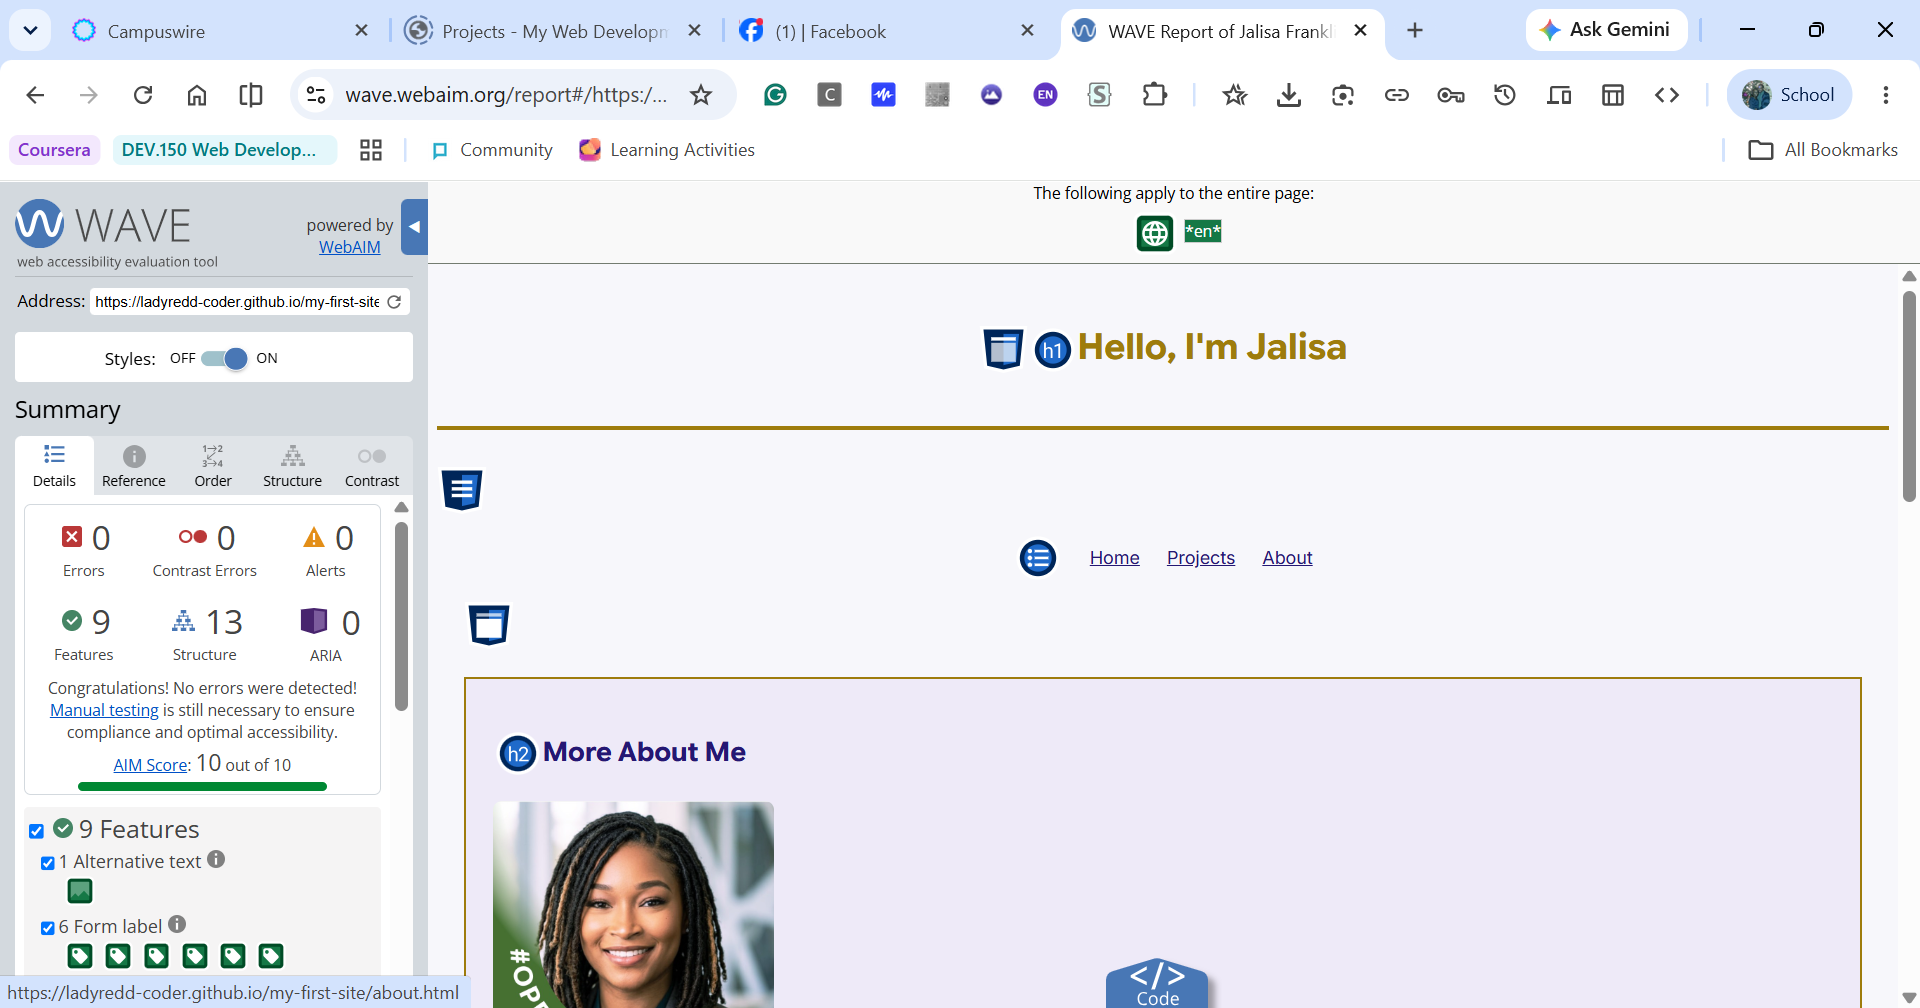 Campuswire
Projects - My Web Developm
(1) | Facebook
WAVE Report of Jalisa Frankl
Ask Gemini
wave.webaim.org/report#/https:/...
C
EN
S
School
Coursera
DEV.150 Web Develop...
Community
Learning Activities
All Bookmarks
WAVE
powered by
WebAIM
web accessibility evaluation tool
Address: https://ladyredd-coder.github.io/my-first-site
Styles: OFF ON
Summary
Details
Reference
Order
Structure
Contrast
0 Errors
0 Contrast Errors
0 Alerts
9 Features
13 Structure
0 ARIA
Congratulations! No errors were detected!
Manual testing is still necessary to ensure
compliance and optimal accessibility.
AIM Score: 10 out of 10
9 Features
1 Alternative text
6 Form label
https://ladyredd-coder.github.io/my-first-site/about.html
The following apply to the entire page:
*en*
h1 Hello, I'm Jalisa
Home Projects About
h2 More About Me
#OPE
</>
Code